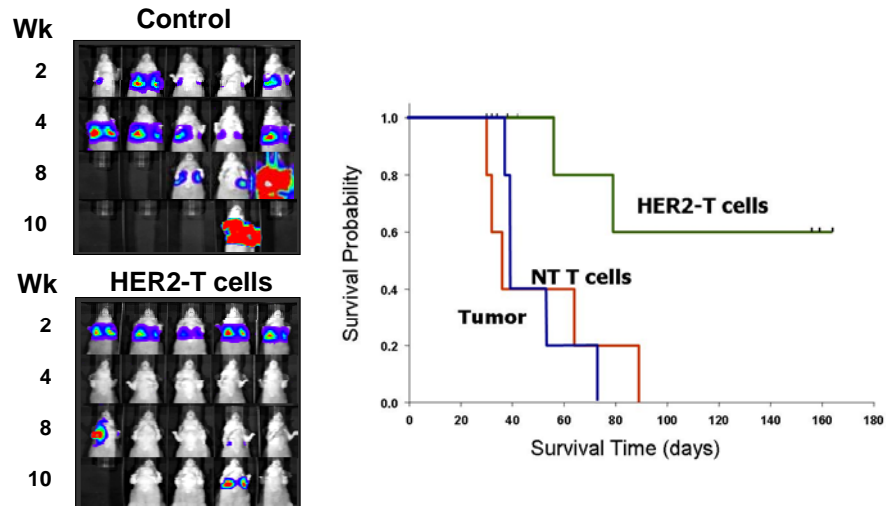 Control
Wk
2
4
8
10
HER2-T cells
Wk
2
4
8
10
1.0
0.8
0.6
0.4
0.2
0.0
0 20 40 60 80 100 120 140 160 180
Survival Probability
Survival Time (days)
HER2-T cells
NT T cells
Tumor